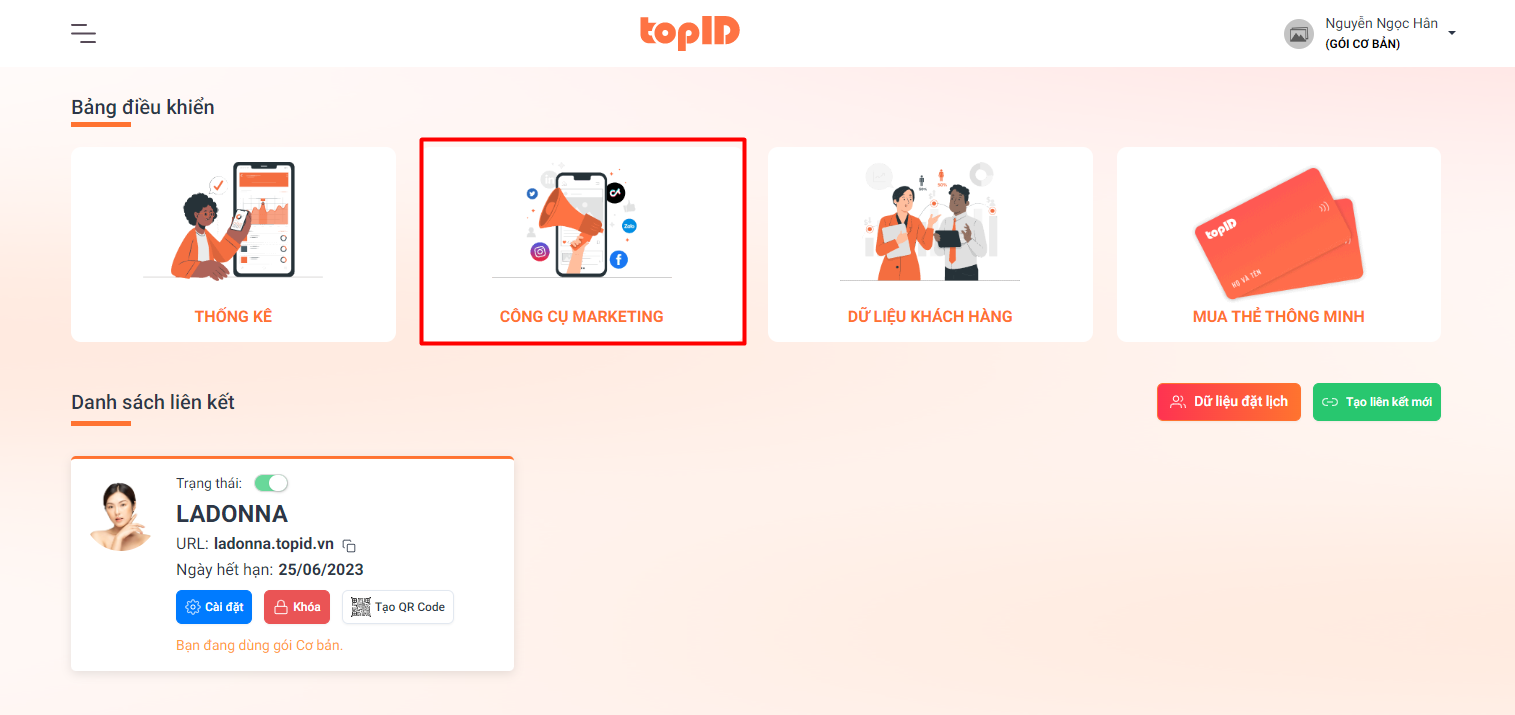 topID
Nguyễn Ngọc Hân
(GÓI CƠ BẢN)
Bảng điều khiển
THỐNG KÊ
Zalo
CÔNG CỤ MARKETING
DỮ LIỆU KHÁCH HÀNG
topID
HỌ VÀ TÊN
MUA THẺ THÔNG MINH
Danh sách liên kết
Dữ liệu đặt lịch
Tạo liên kết mới
Trạng thái:
LADONNA
URL: ladonna.topid.vn
Ngày hết hạn: 25/06/2023
Cài đặt
Khóa
Tạo QR Code
Bạn đang dùng gói Cơ bản.